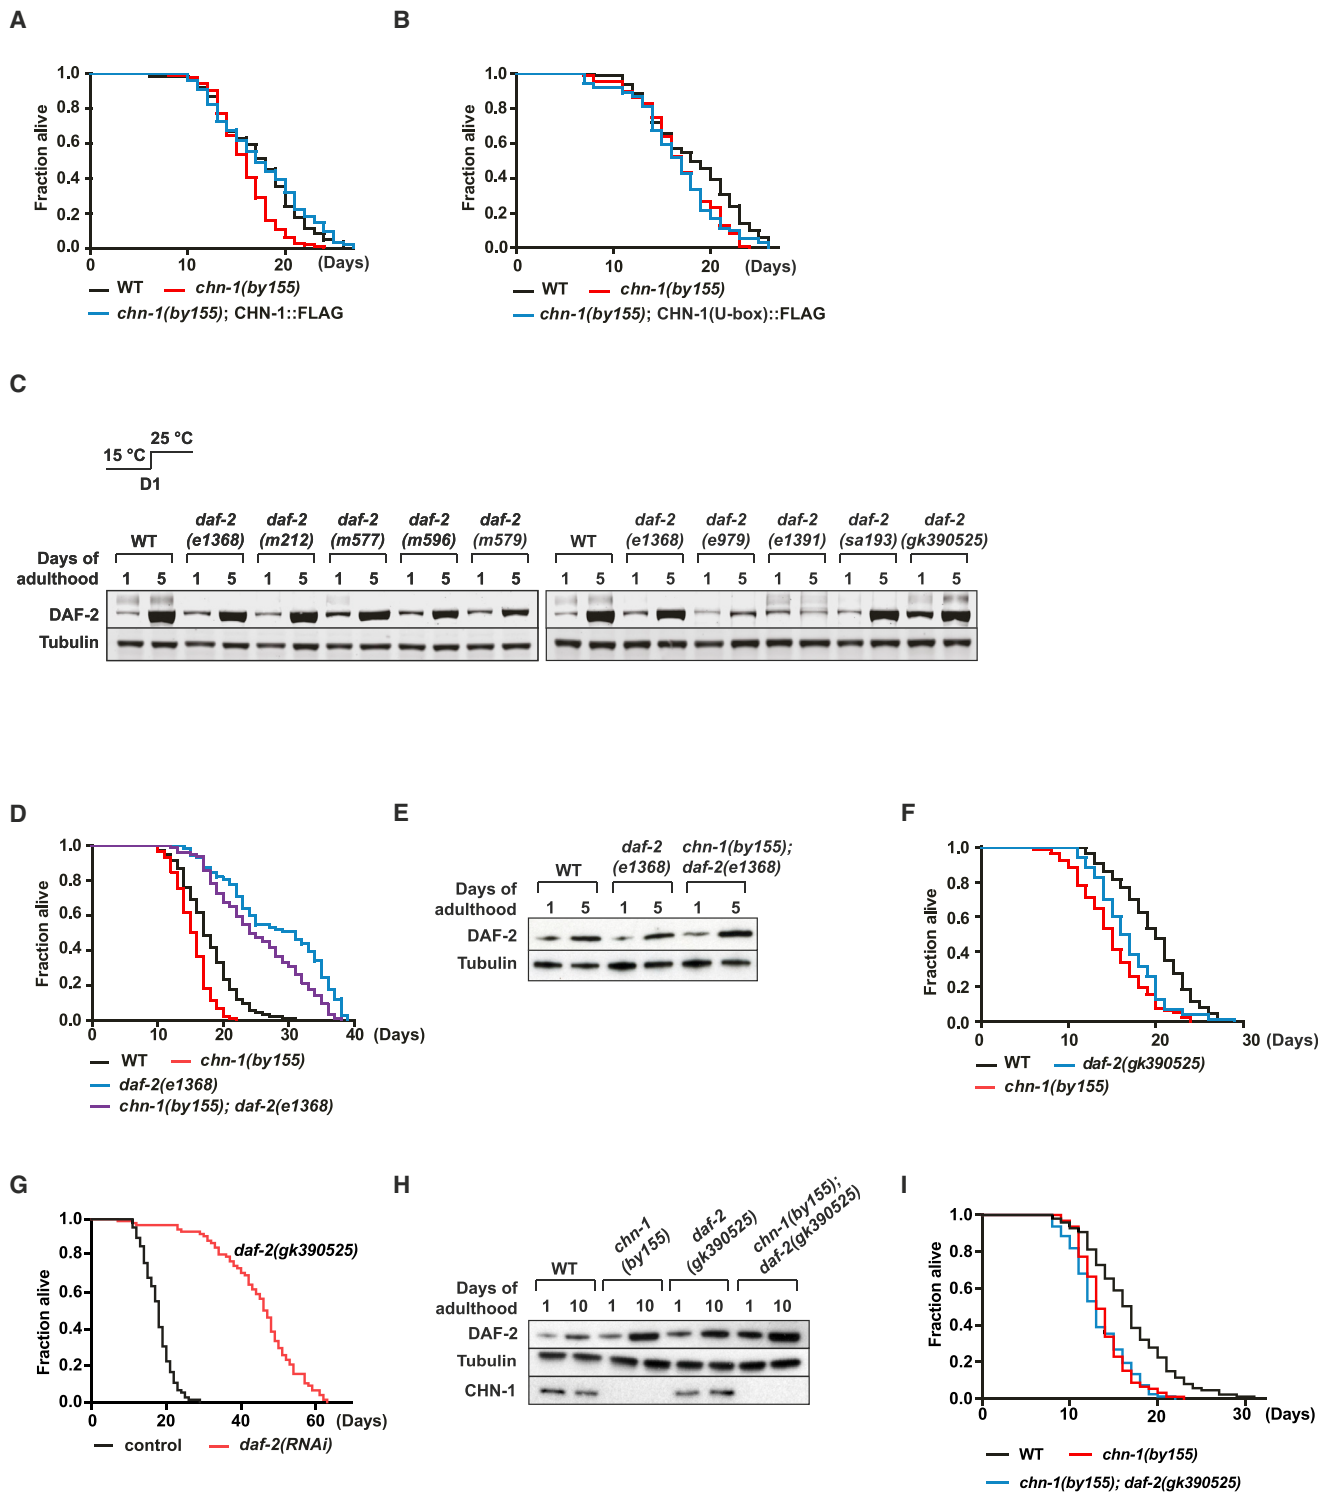 A
1.0
0.8
0.6
0.4
0.2
0.0
Fraction alive
0
10
20
(Days)
WT
chn-1(by155)
chn-1(by155); CHN-1::FLAG
B
1.0
0.8
0.6
0.4
0.2
0.0
Fraction alive
0
10
20
(Days)
WT
chn-1(by155)
chn-1(by155); CHN-1(U-box)::FLAG
C
25 °C
15 °C
D1
WT
daf-2 (e1368)
daf-2 (m212)
daf-2 (m577)
daf-2 (m596)
daf-2 (m579)
WT
daf-2 (e1368)
daf-2 (e979)
daf-2 (e1391)
daf-2 (sa193)
daf-2 (gk390525)
Days of adulthood
1 5 1 5 1 5 1 5 1 5 1 5
1 5 1 5 1 5 1 5 1 5 1 5
DAF-2
Tubulin
D
1.0
0.8
0.6
0.4
0.2
0.0
Fraction alive
0
10
20
30
40
(Days)
WT
chn-1(by155)
daf-2(e1368)
chn-1(by155); daf-2(e1368)
E
WT
daf-2 (e1368)
chn-1(by155); daf-2(e1368)
Days of adulthood
1 5 1 5 1 5
DAF-2
Tubulin
F
1.0
0.8
0.6
0.4
0.2
0.0
Fraction alive
0
10
20
30
(Days)
WT
daf-2(gk390525)
chn-1(by155)
G
1.0
0.8
0.6
0.4
0.2
0.0
Fraction alive
daf-2(gk390525)
0
20
40
60
(Days)
control
daf-2(RNAi)
H
WT
chn-1 (by155)
daf-2 (gk390525)
chn-1(by155); daf-2(gk390525)
Days of adulthood
1 10 1 10 1 10 1 10
DAF-2
Tubulin
CHN-1
I
1.0
0.8
0.6
0.4
0.2
0.0
Fraction alive
0
10
20
30
(Days)
WT
chn-1(by155)
chn-1(by155); daf-2(gk390525)